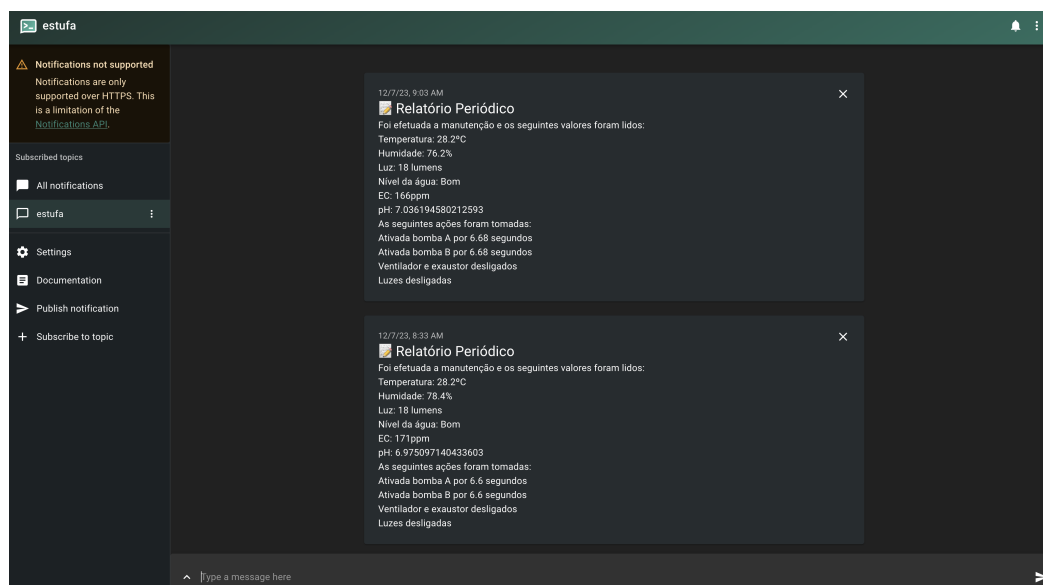 estufa
Notifications not supported
Notifications are only
supported over HTTPS. This
is a limitation of the
Notifications API.
Subscribed topics
All notifications
estufa
Settings
Documentation
Publish notification
Subscribe to topic
12/7/23, 9:03 AM
📝 Relatório Periódico
Foi efetuada a manutenção e os seguintes valores foram lidos:
Temperatura: 28.2ºC
Humidade: 76.2%
Luz: 18 lumens
Nível da água: Bom
EC: 166ppm
pH: 7.036194580212593
As seguintes ações foram tomadas:
Ativada bomba A por 6.68 segundos
Ativada bomba B por 6.68 segundos
Ventilador e exaustor desligados
Luzes desligadas
12/7/23, 8:33 AM
📝 Relatório Periódico
Foi efetuada a manutenção e os seguintes valores foram lidos:
Temperatura: 28.2ºC
Humidade: 78.4%
Luz: 18 lumens
Nível da água: Bom
EC: 171ppm
pH: 6.975097140433603
As seguintes ações foram tomadas:
Ativada bomba A por 6.6 segundos
Ativada bomba B por 6.6 segundos
Ventilador e exaustor desligados
Luzes desligadas
Type a message here